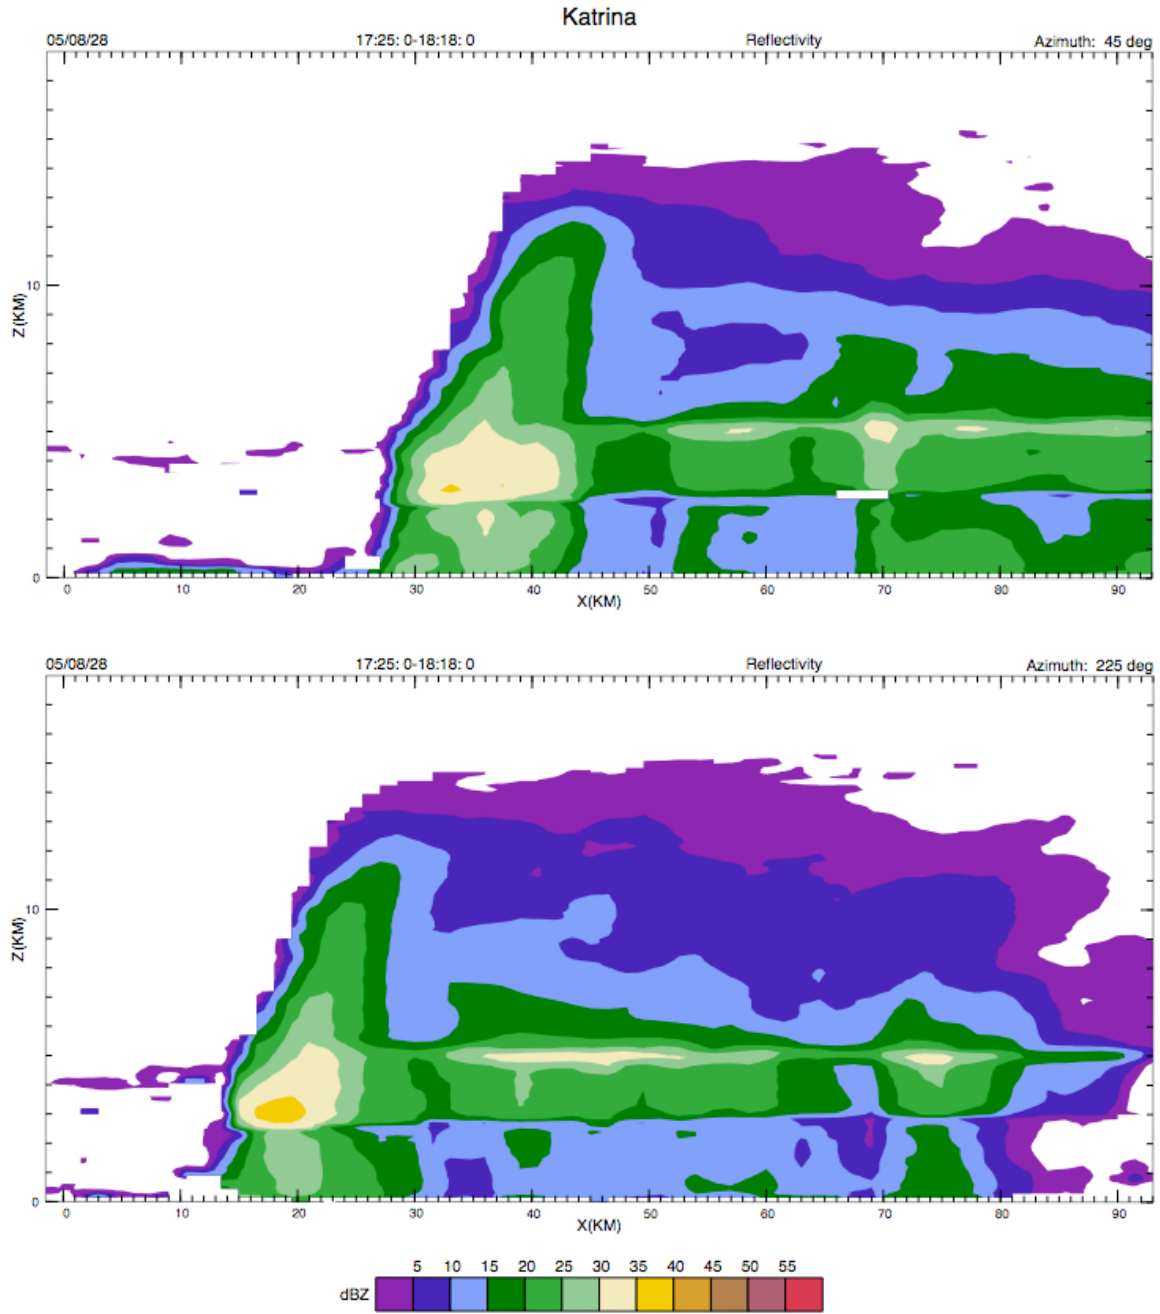 Katrina
05/08/28 17:25: 0-18:18: 0 Reflectivity Azimuth: 45 deg
Z(KM)
10
0
0 10 20 30 40 50 60 70 80 90
X(KM)
05/08/28 17:25: 0-18:18: 0 Reflectivity Azimuth: 225 deg
Z(KM)
10
0
0 10 20 30 40 50 60 70 80 90
X(KM)
5 10 15 20 25 30 35 40 45 50 55
dBZ